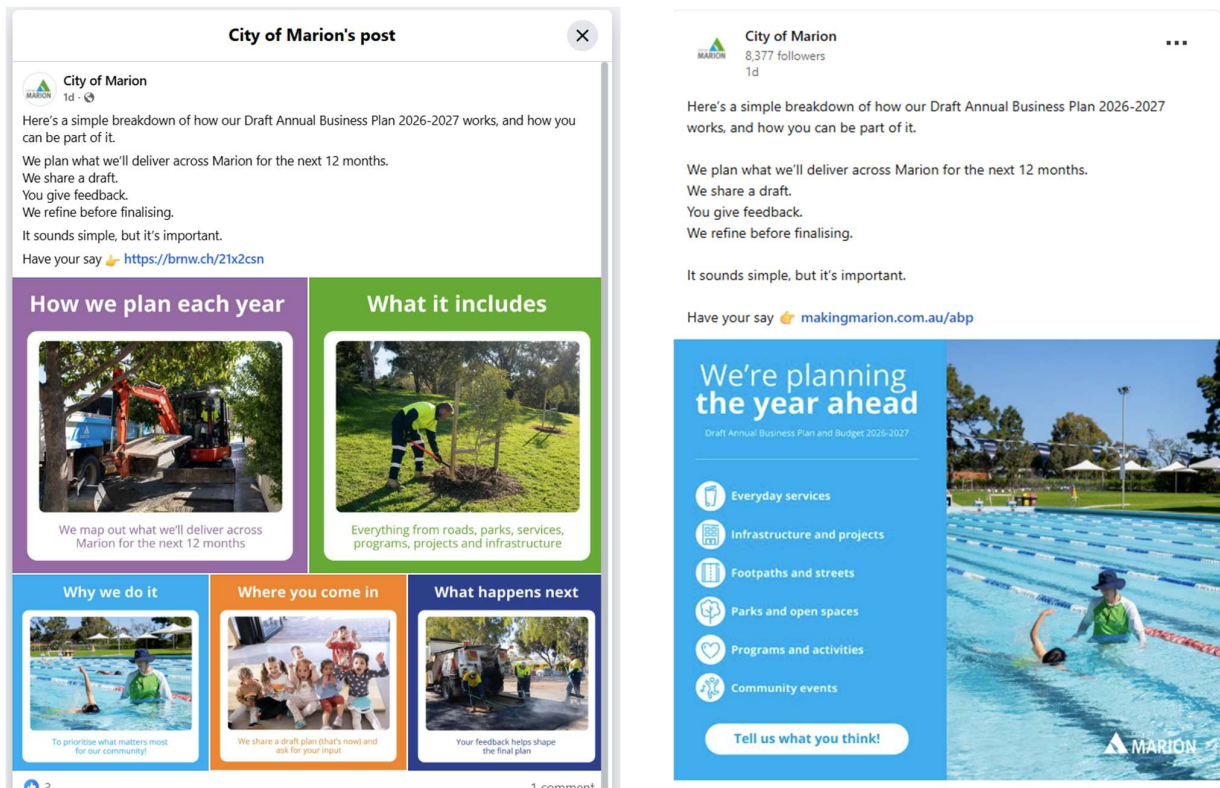 City of Marion's post
MARION
City of Marion
1d ·
Here's a simple breakdown of how our Draft Annual Business Plan 2026-2027 works, and how you
can be part of it.
We plan what we'll deliver across Marion for the next 12 months.
We share a draft.
You give feedback.
We refine before finalising.
It sounds simple, but it's important.
Have your say 👉 https://brnw.ch/21x2csn
How we plan each year
We map out what we'll deliver across
Marion for the next 12 months
What it includes
Everything from roads, parks, services,
programs, projects and infrastructure
Why we do it
To prioritise what matters most
for our community!
Where you come in
We share a draft plan (that's now) and
ask for your input
What happens next
Your feedback helps shape
the final plan
3
1 comment
MARION
City of Marion
8,377 followers
1d
Here's a simple breakdown of how our Draft Annual Business Plan 2026-2027
works, and how you can be part of it.
We plan what we'll deliver across Marion for the next 12 months.
We share a draft.
You give feedback.
We refine before finalising.
It sounds simple, but it's important.
Have your say 👉 makingmarion.com.au/abp
We're planning
the year ahead
Draft Annual Business Plan and Budget 2026-2027
Everyday services
Infrastructure and projects
Footpaths and streets
Parks and open spaces
Programs and activities
Community events
Tell us what you think!
MARION